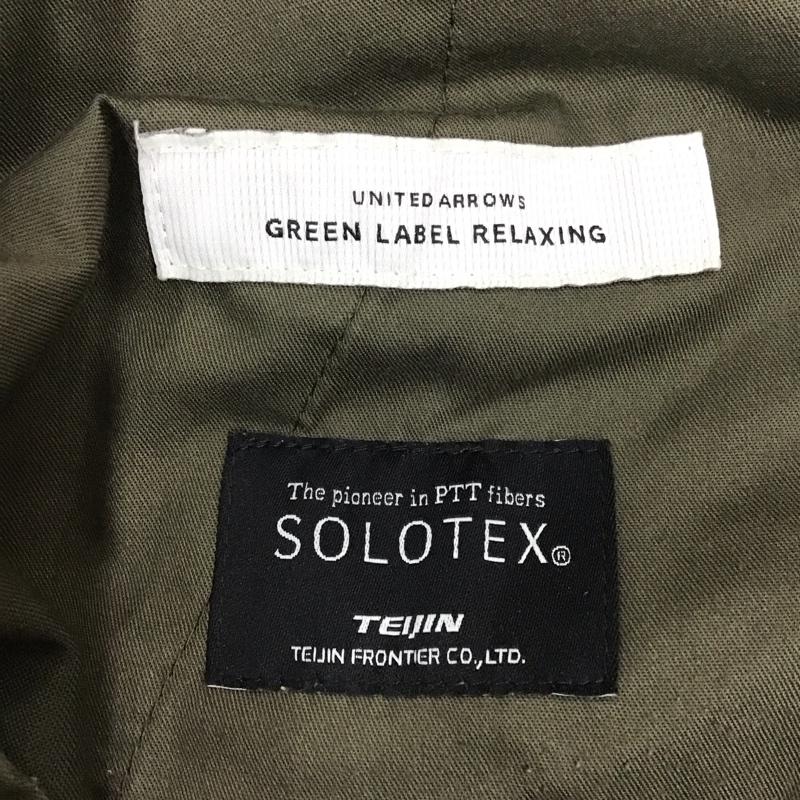 UNITED ARROWS
GREEN LABEL RELAXING
The pioneer in PTT fibers
SOLOTEX®
TEIJIN
TEIJIN FRONTIER CO.,LTD.